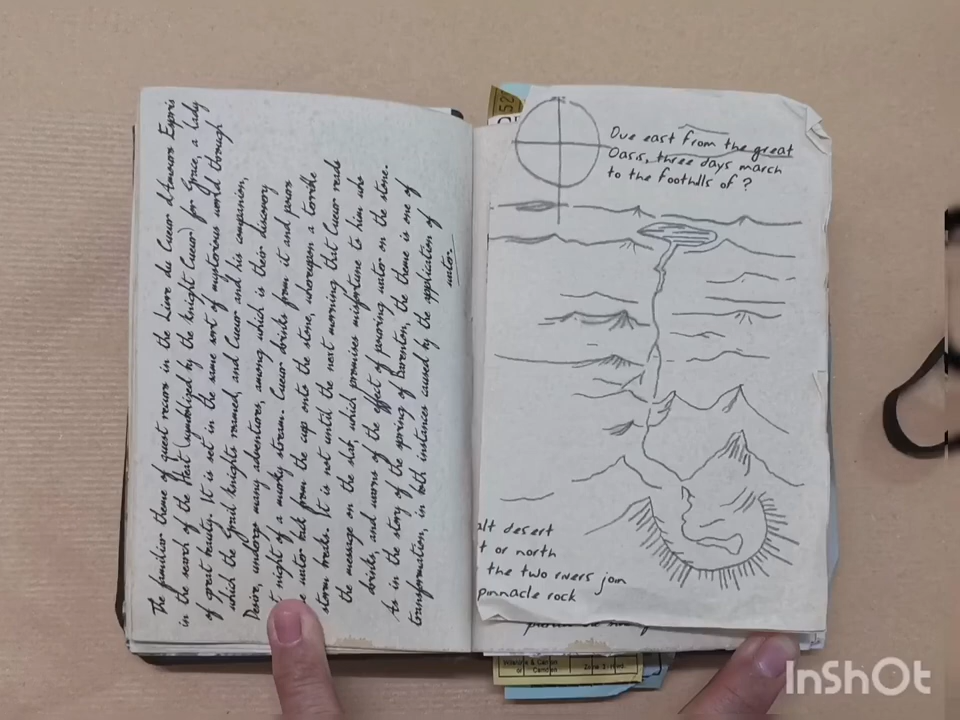 The familiar theme of quest recurs in the Livre du Cueur d'Amours Espris
in the search of the Heart (symbolized by the knight Cueur) for Grace, a lady
of great beauty. It is set in the same sort of mysterious world through
which the Grail knights roamed, and Cueur and his companion,
Desire, undergo many adventures, among which is their discovery
night of a murky stream. Cueur drinks from it and pours
water back from the cup onto the stone, whereupon a terrible
storm breaks. It is not until the next morning that Cueur reads
the message on the slab, which promises misfortune to him who
drinks, and warns of the effect of pouring water on the stone.
As in the story of the spring of Barenton, the theme is one of
transformation, in both instances caused by the application of
water.
Due east from the great
Oasis, three days march
to the foothills of ?
alt desert
t or north
the two rivers join
pinnacle rock
Camden
InShOt